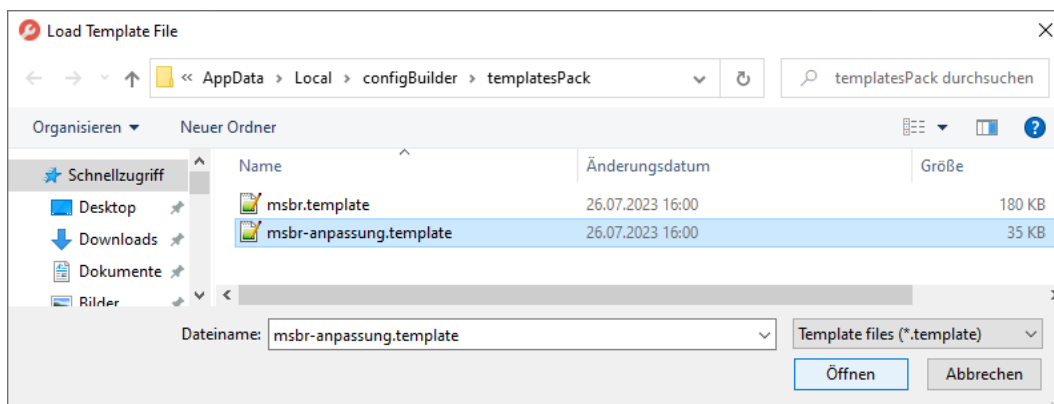 Load Template File
« AppData > Local > configBuilder > templatesPack
templatesPack durchsuchen
Organisieren
Neuer Ordner
Name
Änderungsdatum
Größe
Schnellzugriff
Desktop
Downloads
Dokumente
Bilder
msbr.template 26.07.2023 16:00 180 KB
msbr-anpassung.template 26.07.2023 16:00 35 KB
Dateiname: msbr-anpassung.template
Template files (*.template)
Öffnen
Abbrechen